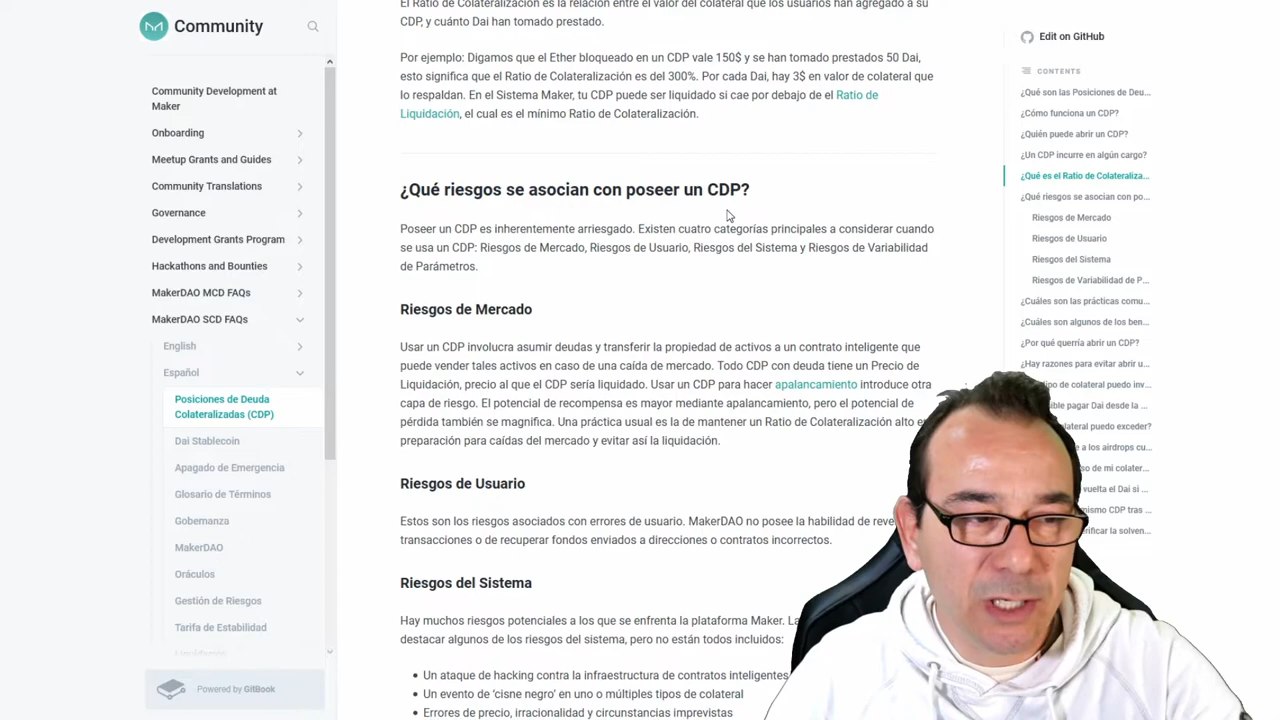 Community
Community Development at
Maker
Onboarding
Meetup Grants and Guides
Community Translations
Governance
Development Grants Program
Hackathons and Bounties
MakerDAO MCD FAQs
MakerDAO SCD FAQs
English
Español
Posiciones de Deuda
Colateralizadas (CDP)
Dai Stablecoin
Apagado de Emergencia
Glosario de Términos
Gobernanza
MakerDAO
Oráculos
Gestión de Riesgos
Tarifa de Estabilidad
Powered by GitBook
El Ratio de Colateralización es la relación entre el valor del colateral que los usuarios han agregado a su
CDP, y cuánto Dai han tomado prestado.
Por ejemplo: Digamos que el Ether bloqueado en un CDP vale 150$ y se han tomado prestados 50 Dai,
esto significa que el Ratio de Colateralización es del 300%. Por cada Dai, hay 3$ en valor de colateral que
lo respaldan. En el Sistema Maker, tu CDP puede ser liquidado si cae por debajo de el Ratio de
Liquidación, el cual es el mínimo Ratio de Colateralización.
¿Qué riesgos se asocian con poseer un CDP?
Poseer un CDP es inherentemente arriesgado. Existen cuatro categorías principales a considerar cuando
se usa un CDP: Riesgos de Mercado, Riesgos de Usuario, Riesgos del Sistema y Riesgos de Variabilidad
de Parámetros.
Riesgos de Mercado
Usar un CDP involucra asumir deudas y transferir la propiedad de activos a un contrato inteligente que
puede vender tales activos en caso de una caída de mercado. Todo CDP con deuda tiene un Precio de
Liquidación, precio al que el CDP sería liquidado. Usar un CDP para hacer apalancamiento introduce otra
capa de riesgo. El potencial de recompensa es mayor mediante apalancamiento, pero el potencial de
pérdida también se magnifica. Una práctica usual es la de mantener un Ratio de Colateralización alto en
preparación para caídas del mercado y evitar así la liquidación.
Riesgos de Usuario
Estos son los riesgos asociados con errores de usuario. MakerDAO no posee la habilidad de reve
transacciones o de recuperar fondos enviados a direcciones o contratos incorrectos.
Riesgos del Sistema
Hay muchos riesgos potenciales a los que se enfrenta la plataforma Maker. La
destacar algunos de los riesgos del sistema, pero no están todos incluidos:
Un ataque de hacking contra la infraestructura de contratos inteligentes
Un evento de 'cisne negro' en uno o múltiples tipos de colateral
Errores de precio, irracionalidad y circunstancias imprevistas
Edit on GitHub
CONTENTS
¿Qué son las Posiciones de Deu...
¿Cómo funciona un CDP?
¿Quién puede abrir un CDP?
¿Un CDP incurre en algún cargo?
¿Qué es el Ratio de Colateraliza...
¿Qué riesgos se asocian con po...
Riesgos de Mercado
Riesgos de Usuario
Riesgos del Sistema
Riesgos de Variabilidad de P...
¿Cuáles son las prácticas comu...
¿Cuáles son algunos de los ben...
¿Por qué querría abrir un CDP?
¿Hay razones para evitar abrir u...
tipo de colateral puedo inv...
ble pagar Dai desde la ...
lateral puedo exceder?
e a los airdrops cu...
so de mi colater...
vuelta el Dai si ...
mismo CDP tras ...
rificar la solven...